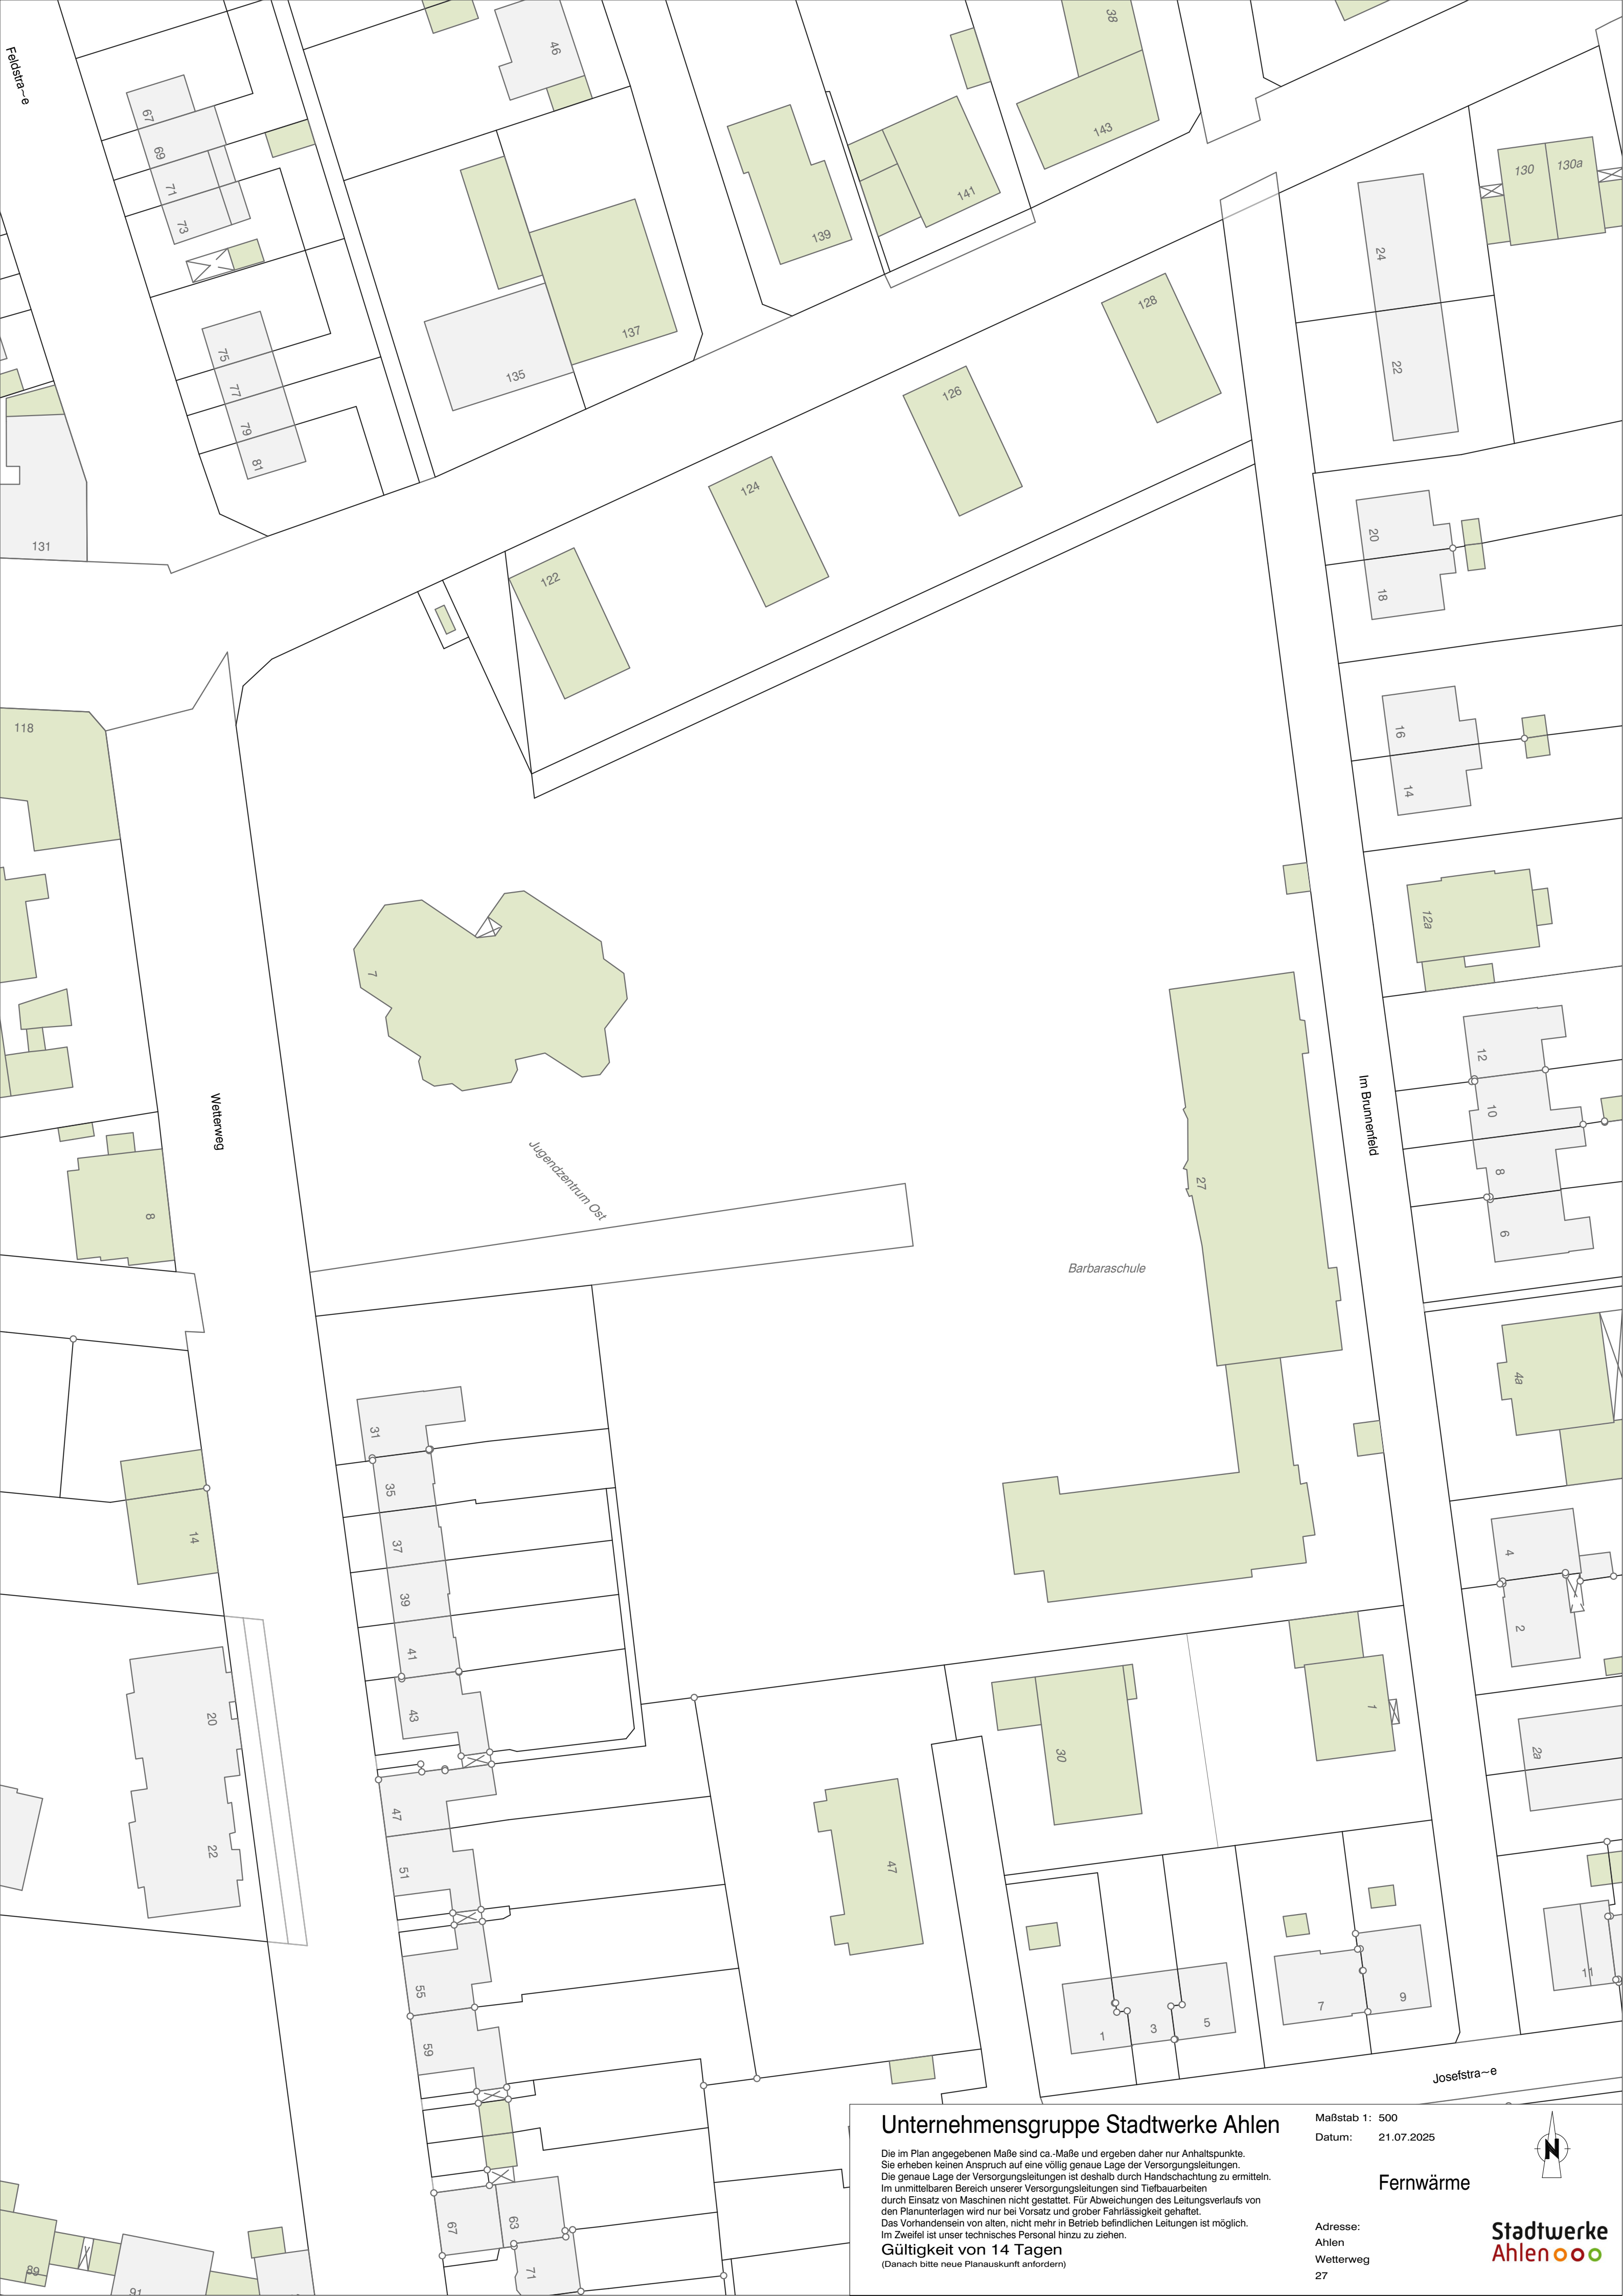 Feldstra~e
46
38
67
69
71
73
143
141
139
130
130a
24
137
128
75
77
79
81
135
22
126
124
131
20
18
122
118
16
14
12a
7
12
Wetterweg
Im Brunnenfeld
10
Jugendzentrum Ost
27
8
8
6
Barbaraschule
4a
31
35
14
37
4
39
2
41
43
20
1
30
2a
47
22
51
47
11
55
7
9
59
1
3
5
Josefstra~e
67
63
71
89
91
Unternehmensgruppe Stadtwerke Ahlen
Die im Plan angegebenen Maße sind ca.-Maße und ergeben daher nur Anhaltspunkte.
Sie erheben keinen Anspruch auf eine völlig genaue Lage der Versorgungsleitungen.
Die genaue Lage der Versorgungsleitungen ist deshalb durch Handschachtung zu ermitteln.
Im unmittelbaren Bereich unserer Versorgungsleitungen sind Tiefbauarbeiten
durch Einsatz von Maschinen nicht gestattet. Für Abweichungen des Leitungsverlaufs von
den Planunterlagen wird nur bei Vorsatz und grober Fahrlässigkeit gehaftet.
Das Vorhandensein von alten, nicht mehr in Betrieb befindlichen Leitungen ist möglich.
Im Zweifel ist unser technisches Personal hinzu zu ziehen.
Gültigkeit von 14 Tagen
(Danach bitte neue Planauskunft anfordern)
Maßstab 1: 500
Datum: 21.07.2025
N
Fernwärme
Adresse:
Ahlen
Wetterweg
27
Stadtwerke
Ahlen